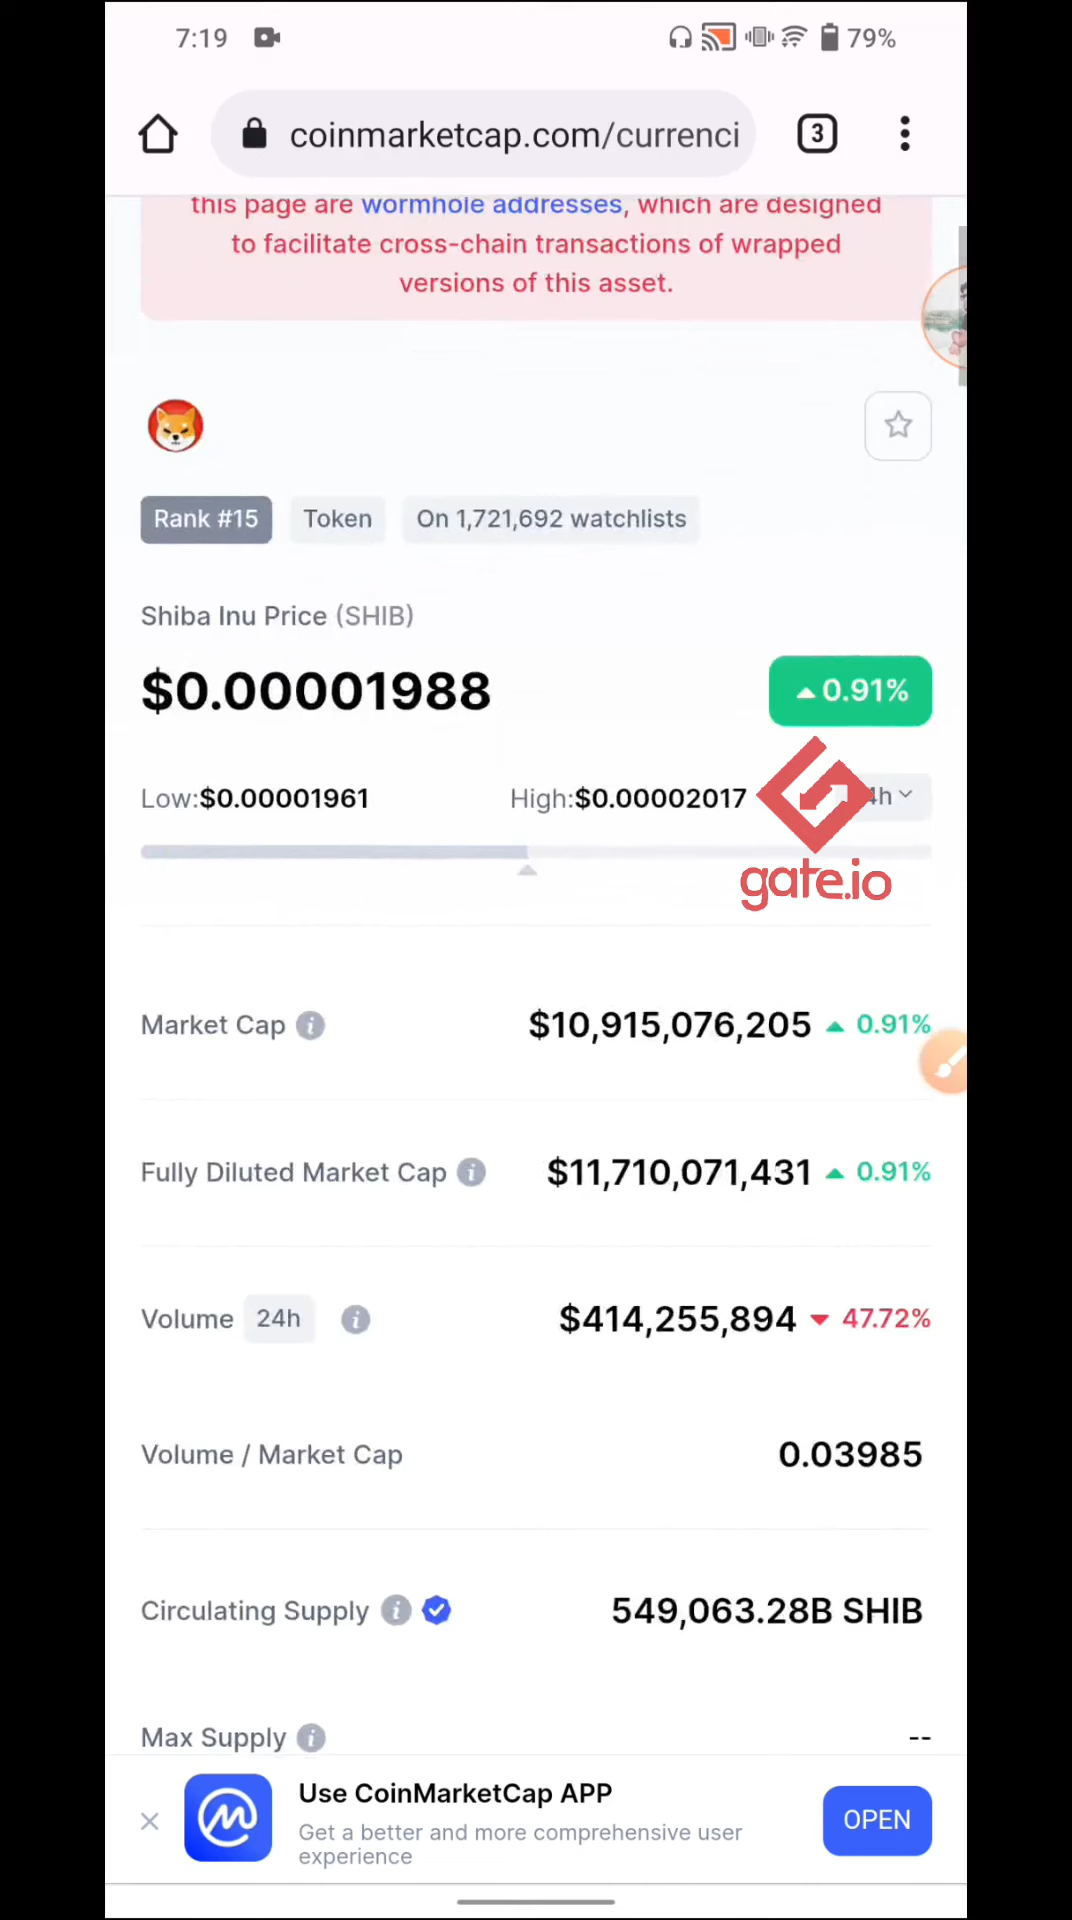 7:19
79%
coinmarketcap.com/currenci
3
this page are wormhole addresses, which are designed
to facilitate cross-chain transactions of wrapped
versions of this asset.
Rank #15
Token
On 1,721,692 watchlists
Shiba Inu Price (SHIB)
$0.00001988
0.91%
Low:$0.00001961
High:$0.00002017
4h
gate.io
Market Cap
$10,915,076,205
0.91%
Fully Diluted Market Cap
$11,710,071,431
0.91%
Volume 24h
$414,255,894
47.72%
Volume / Market Cap
0.03985
Circulating Supply
549,063.28B SHIB
Max Supply
--
Use CoinMarketCap APP
Get a better and more comprehensive user
experience
OPEN